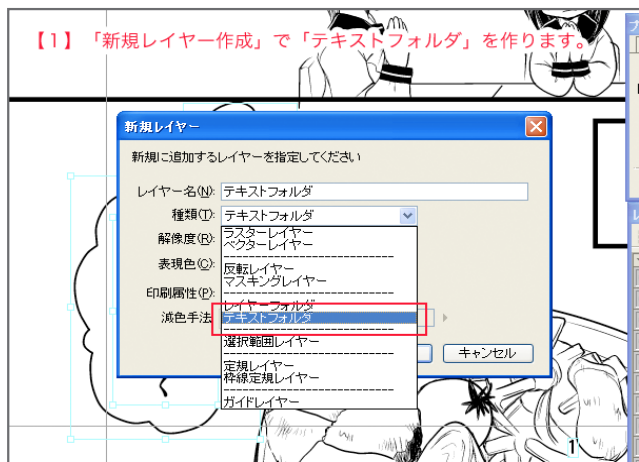 【1】「新規レイヤー作成」で「テキストフォルダ」を作ります。
新規レイヤー
新規に追加するレイヤーを指定してください
レイヤー名(N): テキストフォルダ
種類(T): テキストフォルダ
解像度(R):
表現色(C):
印刷属性(P):
減色手法
ラスターレイヤー
ベクターレイヤー
反転レイヤー
マスキングレイヤー
レイヤーフォルダ
テキストフォルダ
選択範囲レイヤー
定規レイヤー
枠線定規レイヤー
ガイドレイヤー
キャンセル
1